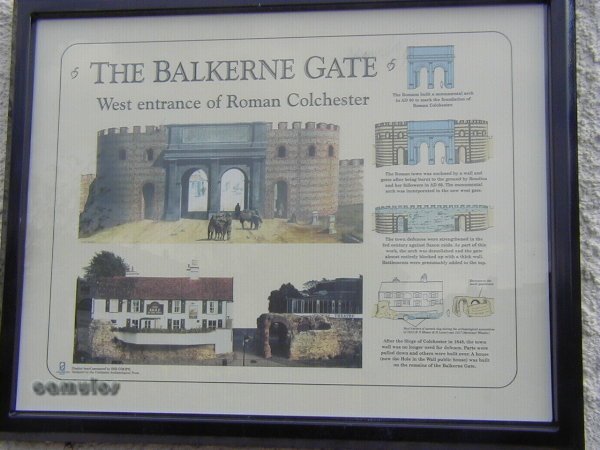 THE BALKERNE GATE
West entrance of Roman Colchester
The Romans built a monumental arch
in AD 50 to mark the foundation of
Roman Colchester
The Roman town was enclosed by a wall and
gates after being burnt to the ground by Boudica
and her followers in AD 60. The monumental
arch was incorporated in the new west gate.
The town defences were strengthened in the
3rd century against Saxon raids. As part of this
work, the arch was demolished and the gate
almost entirely blocked up with a thick wall.
Battlements were presumably added to the top.
After the Siege of Colchester in 1648, the town
wall was no longer used for defence. Parts were
pulled down and others were built over. A house
(now the Hole in the Wall public house) was built
on the remains of the Balkerne Gate.
camulos